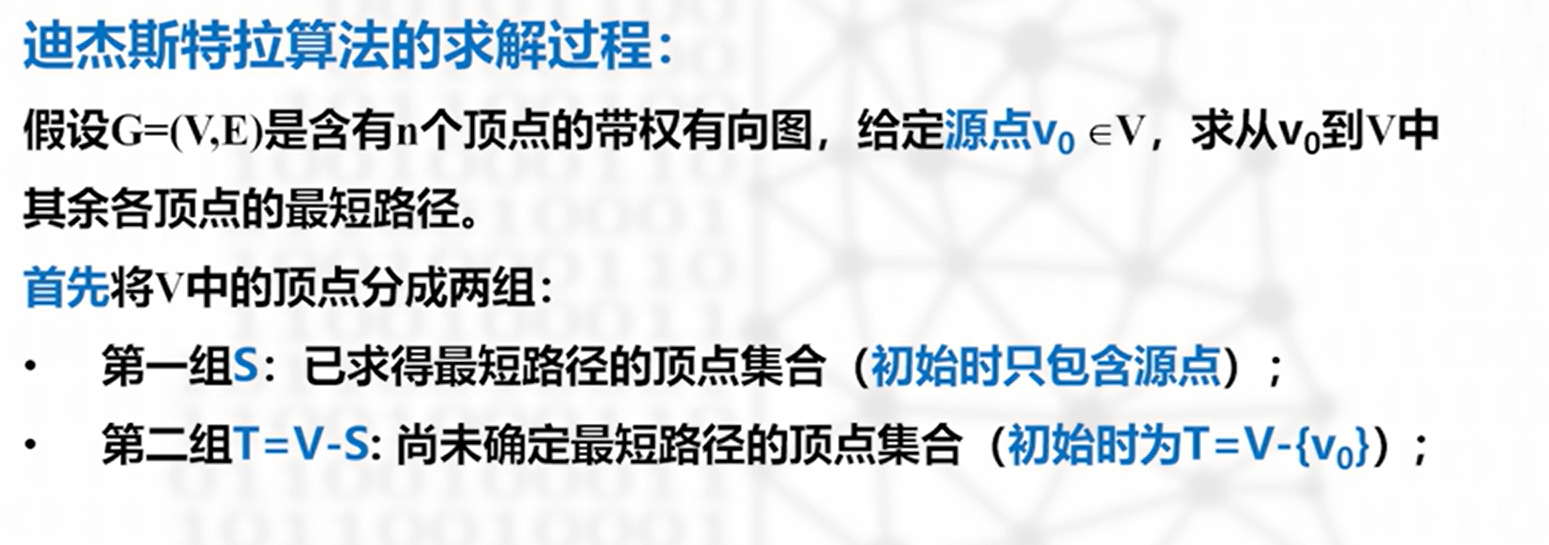 迪杰斯特拉算法的求解过程：
假设G=(V,E)是含有n个顶点的带权有向图，给定源点v₀ ∈V，求从v₀到V中
其余各顶点的最短路径。
首先将V中的顶点分成两组：
• 第一组S：已求得最短路径的顶点集合（初始时只包含源点）；
• 第二组T=V-S: 尚未确定最短路径的顶点集合（初始时为T=V-{v₀}）；